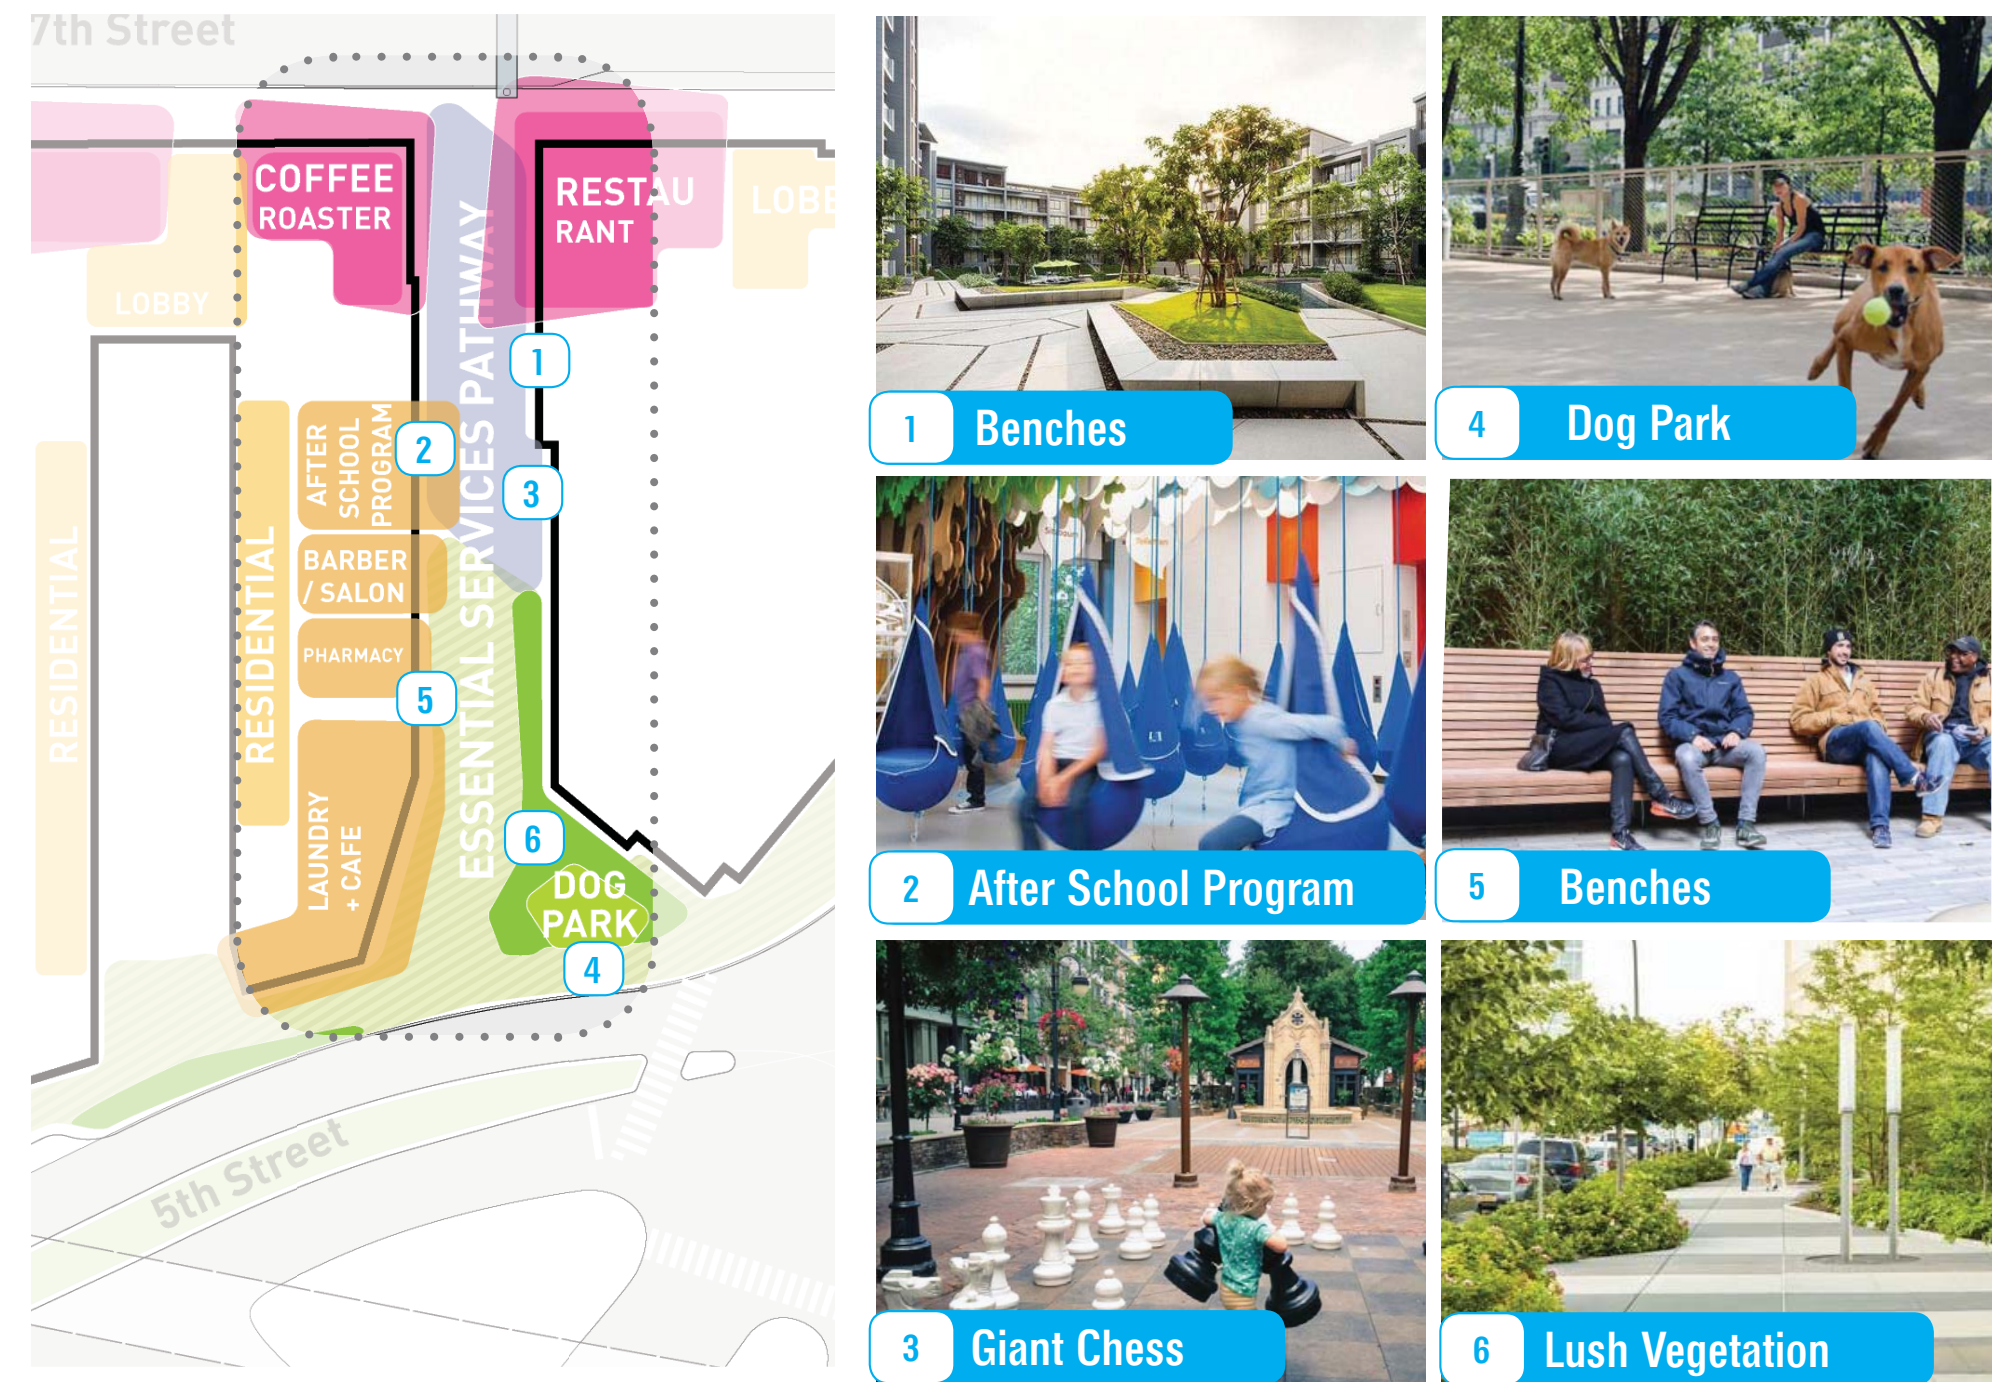 7th Street
COFFEE
ROASTER
RESTAU
RANT
LOBB
LOBBY
ESSENTIAL SERVICES PATHWAY
1
AFTER
SCHOOL
PROGRAM
2
3
BARBER
/ SALON
RESIDENTIAL
RESIDENTIAL
PHARMACY
5
LAUNDRY
+ CAFE
6
DOG
PARK
4
5th Street
1 Benches
4 Dog Park
2 After School Program
5 Benches
3 Giant Chess
6 Lush Vegetation